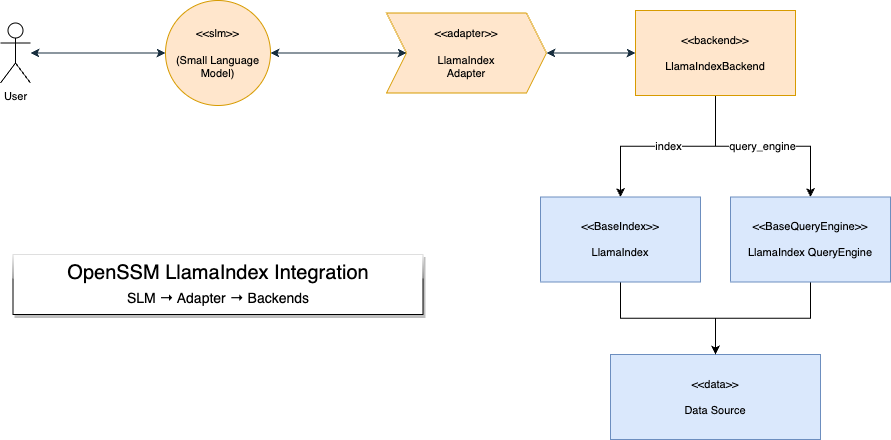 <<slm>>
(Small Language
Model)
<<adapter>>
LlamaIndex
Adapter
<<backend>>
LlamaIndexBackend
User
index
query_engine
<<BaseIndex>>
LlamaIndex
<<BaseQueryEngine>>
LlamaIndex QueryEngine
OpenSSM LlamaIndex Integration
SLM → Adapter → Backends
<<data>>
Data Source